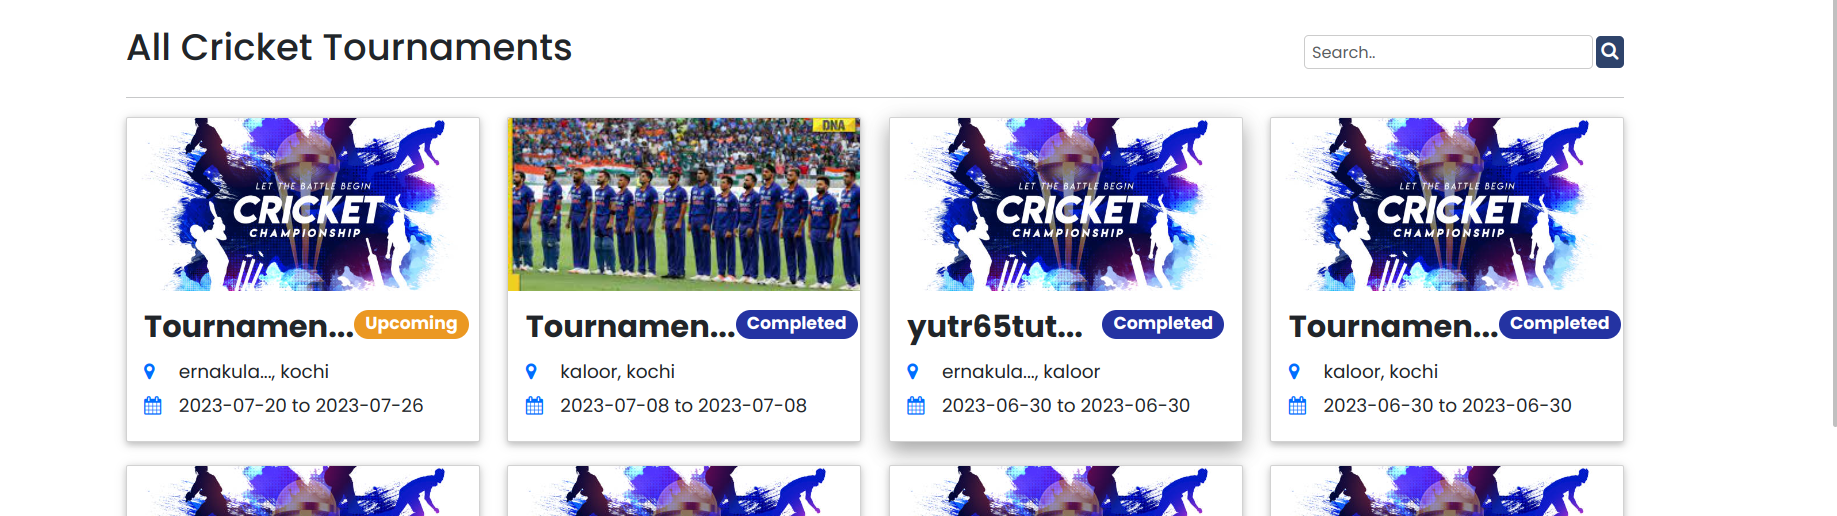 All Cricket Tournaments
Search..
LET THE BATTLE BEGIN
CRICKET
CHAMPIONSHIP
Tournamen... Upcoming
ernakula..., kochi
2023-07-20 to 2023-07-26
DNA
Tournamen... Completed
kaloor, kochi
2023-07-08 to 2023-07-08
LET THE BATTLE BEGIN
CRICKET
CHAMPIONSHIP
yutr65tut... Completed
ernakula..., kaloor
2023-06-30 to 2023-06-30
LET THE BATTLE BEGIN
CRICKET
CHAMPIONSHIP
Tournamen... Completed
kaloor, kochi
2023-06-30 to 2023-06-30